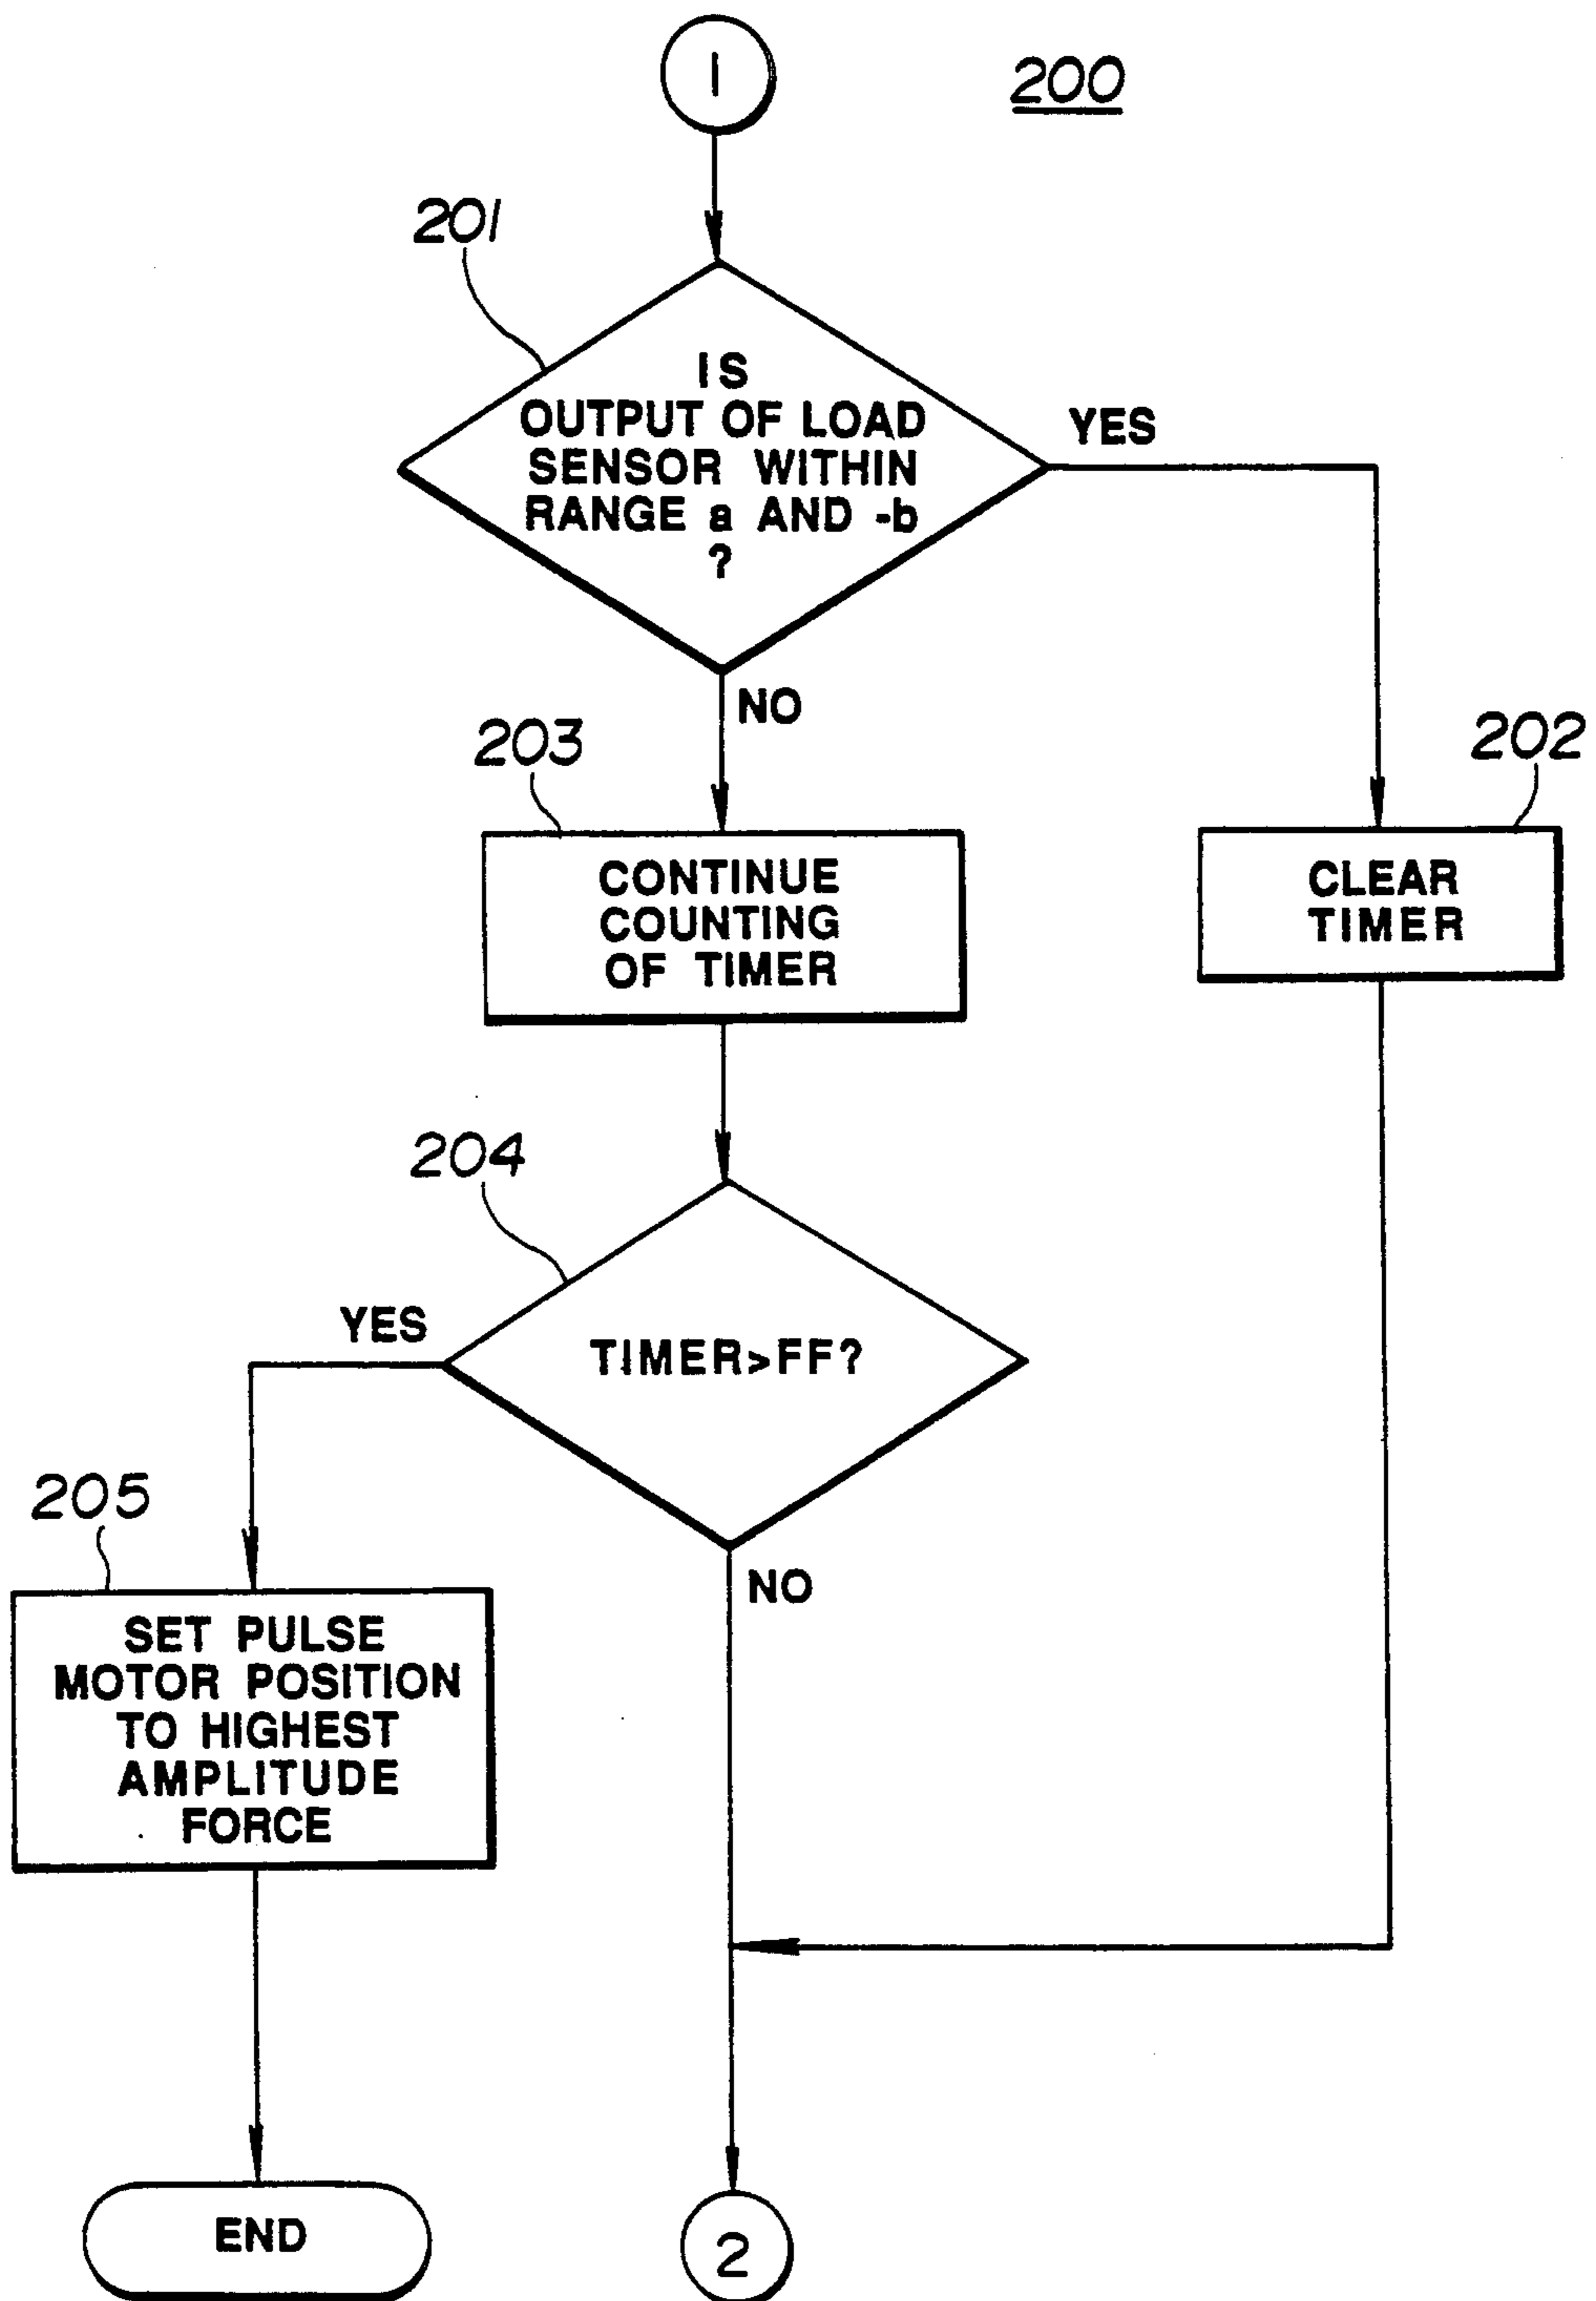 1
200
201
IS
OUTPUT OF LOAD
SENSOR WITHIN
RANGE a AND -b
?
YES
NO
203
202
CONTINUE
COUNTING
OF TIMER
CLEAR
TIMER
204
YES
TIMER>FF?
205
NO
SET PULSE
MOTOR POSITION
TO HIGHEST
AMPLITUDE
FORCE
END
2